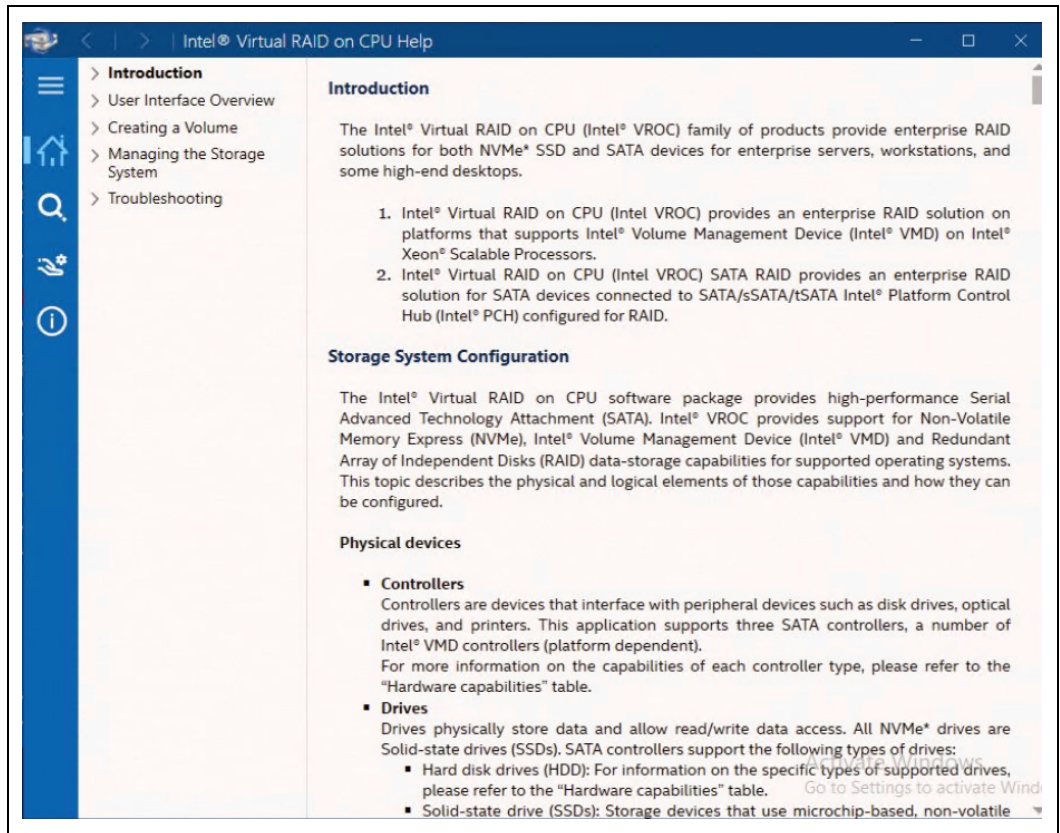 Intel® Virtual RAID on CPU Help
Introduction
User Interface Overview
Creating a Volume
Managing the Storage
System
Troubleshooting
Introduction
The Intel® Virtual RAID on CPU (Intel® VROC) family of products provide enterprise RAID
solutions for both NVMe* SSD and SATA devices for enterprise servers, workstations, and
some high-end desktops.
1. Intel® Virtual RAID on CPU (Intel VROC) provides an enterprise RAID solution on
platforms that supports Intel® Volume Management Device (Intel® VMD) on Intel®
Xeon® Scalable Processors.
2. Intel® Virtual RAID on CPU (Intel VROC) SATA RAID provides an enterprise RAID
solution for SATA devices connected to SATA/sSATA/tSATA Intel® Platform Control
Hub (Intel® PCH) configured for RAID.
Storage System Configuration
The Intel® Virtual RAID on CPU software package provides high-performance Serial
Advanced Technology Attachment (SATA). Intel® VROC provides support for Non-Volatile
Memory Express (NVMe), Intel® Volume Management Device (Intel® VMD) and Redundant
Array of Independent Disks (RAID) data-storage capabilities for supported operating systems.
This topic describes the physical and logical elements of those capabilities and how they can
be configured.
Physical devices
▪ Controllers
Controllers are devices that interface with peripheral devices such as disk drives, optical
drives, and printers. This application supports three SATA controllers, a number of
Intel® VMD controllers (platform dependent).
For more information on the capabilities of each controller type, please refer to the
“Hardware capabilities” table.
▪ Drives
Drives physically store data and allow read/write data access. All NVMe* drives are
Solid-state drives (SSDs). SATA controllers support the following types of drives:
▪ Hard disk drives (HDD): For information on the specific types of supported drives,
please refer to the “Hardware capabilities” table.
▪ Solid-state drive (SSDs): Storage devices that use microchip-based, non-volatile
Activate Windows
Go to Settings to activate Wind